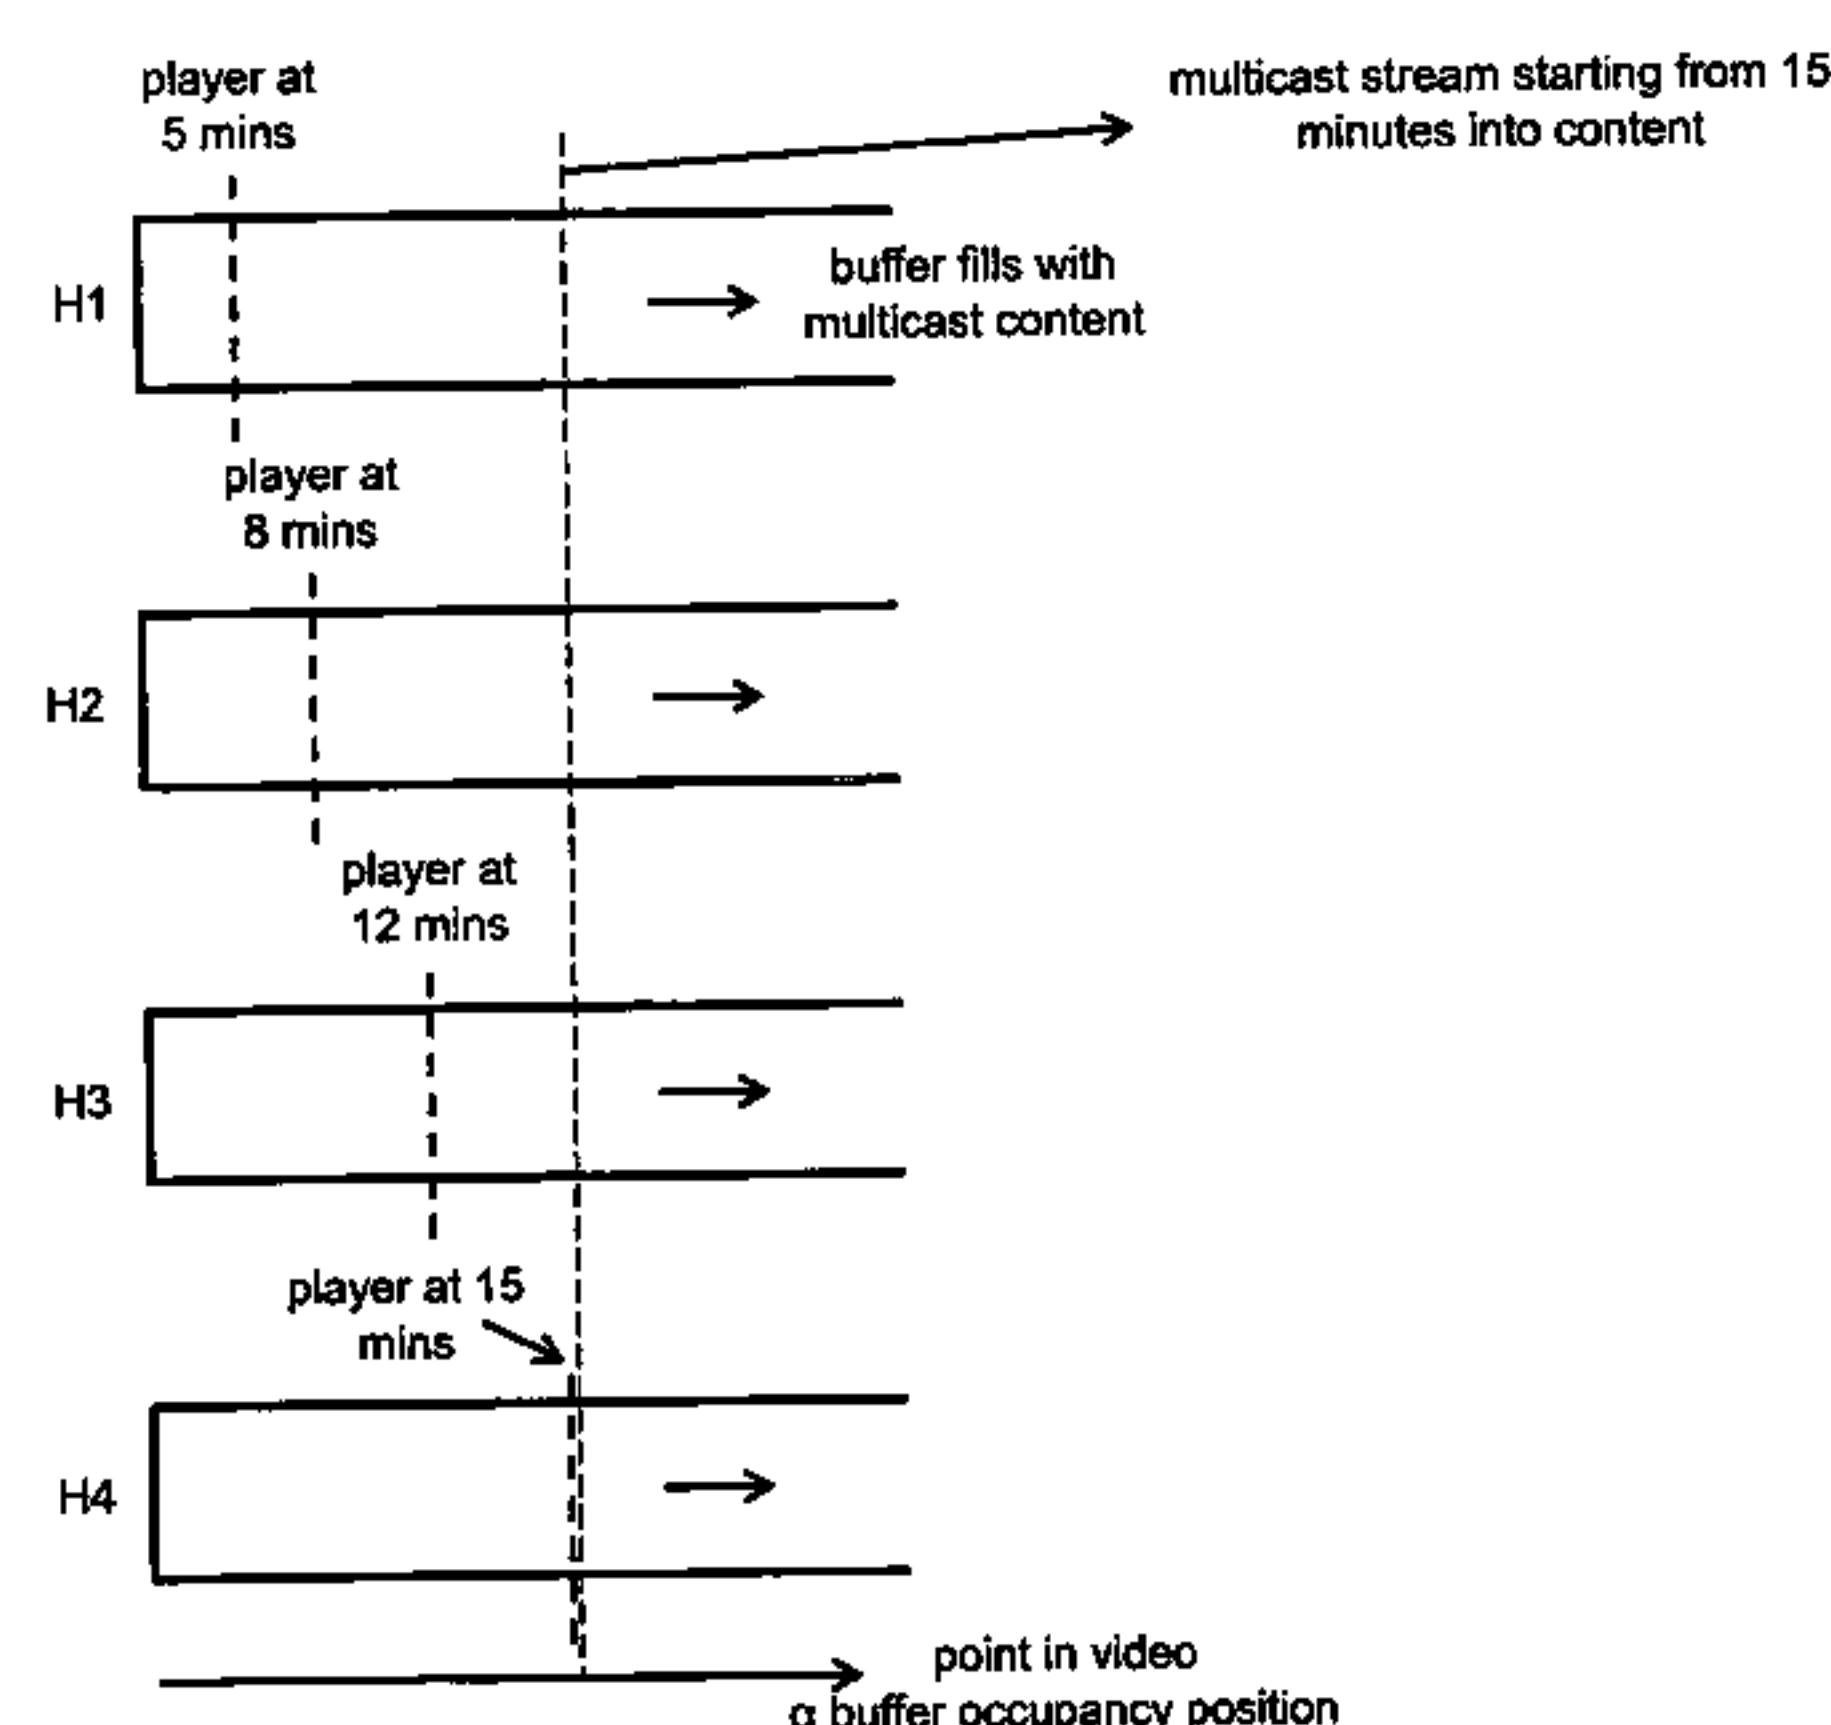 player at
5 mins
multicast stream starting from 15
minutes into content
H1
buffer fills with
multicast content
player at
8 mins
H2
player at
12 mins
H3
player at 15
mins
H4
point in video
α buffer occupancy position